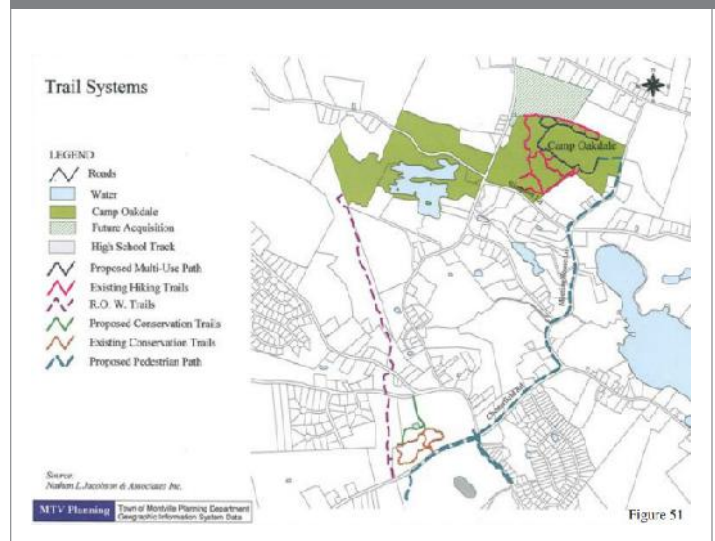 Trail Systems
LEGEND
Roads
Water
Camp Oakdale
Future Acquisition
High School Track
Proposed Multi-Use Path
Existing Hiking Trails
R.O.W. Trails
Proposed Conservation Trails
Existing Conservation Trails
Proposed Pedestrian Path
Camp Oakdale
Chesterfield Rd.
Source:
Nathan L. Jacobson & Associates Inc.
MTV Planning
Town of Montville Planning Department
Geographic Information System Data
Figure 51